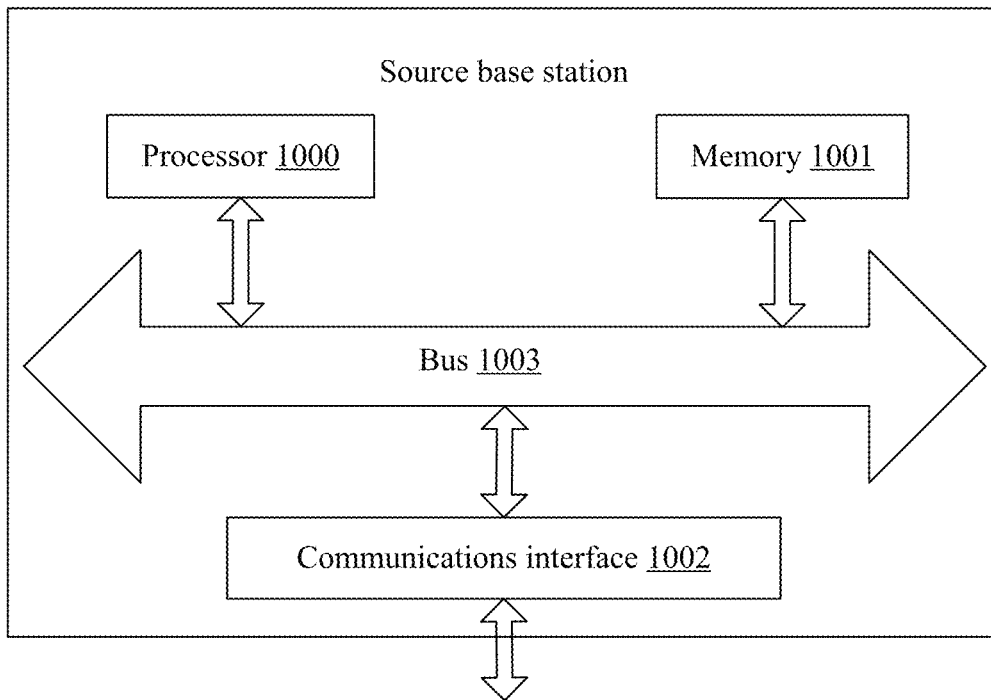 Source base station
Processor 1000
Memory 1001
Bus 1003
Communications interface 1002